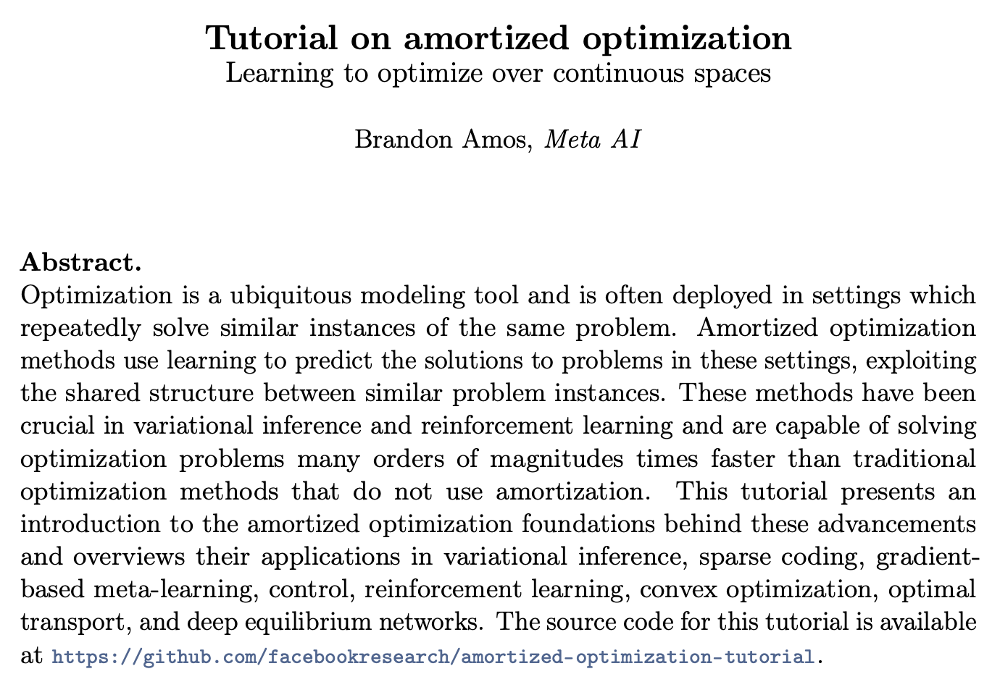 Tutorial on amortized optimization
Learning to optimize over continuous spaces
Brandon Amos, Meta AI
Abstract.
Optimization is a ubiquitous modeling tool and is often deployed in settings which
repeatedly solve similar instances of the same problem. Amortized optimization
methods use learning to predict the solutions to problems in these settings, exploiting
the shared structure between similar problem instances. These methods have been
crucial in variational inference and reinforcement learning and are capable of solving
optimization problems many orders of magnitudes times faster than traditional
optimization methods that do not use amortization. This tutorial presents an
introduction to the amortized optimization foundations behind these advancements
and overviews their applications in variational inference, sparse coding, gradient-
based meta-learning, control, reinforcement learning, convex optimization, optimal
transport, and deep equilibrium networks. The source code for this tutorial is available
at https://github.com/facebookresearch/amortized-optimization-tutorial.